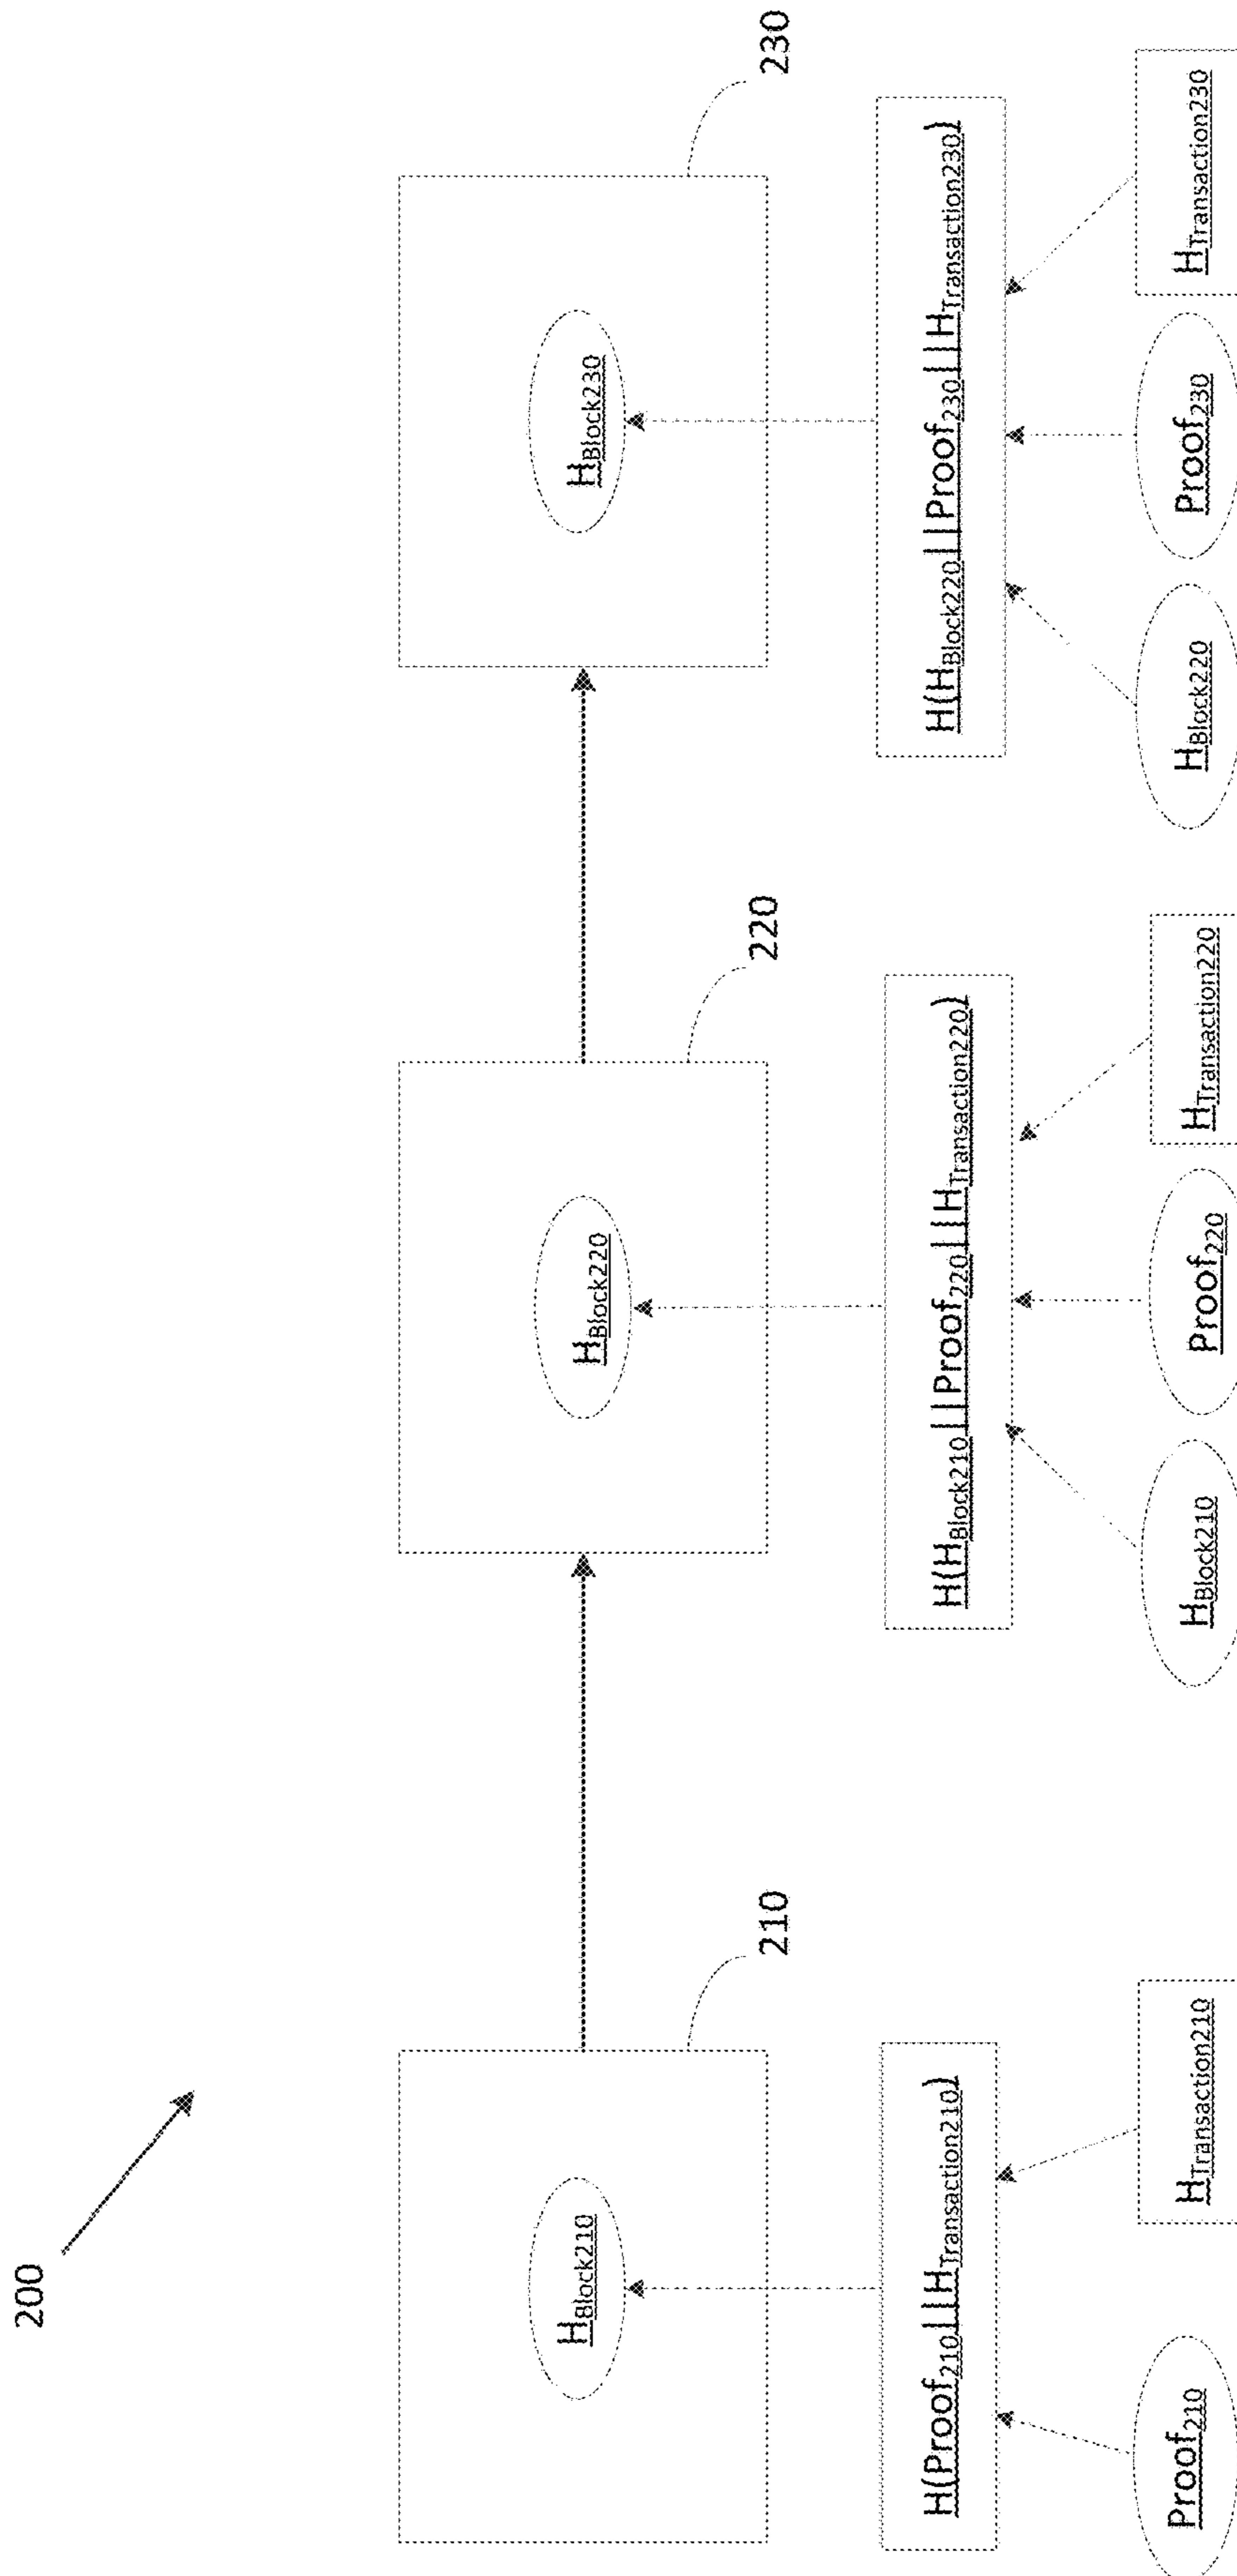 200
H_Block210
210
H(Proof_210||H_Transaction210)
Proof_210
H_Transaction210
H_Block220
220
H(H_Block210||Proof_220||H_Transaction220)
H_Block210
Proof_220
H_Transaction220
H_Block230
230
H(H_Block220||Proof_230||H_Transaction230)
H_Block220
Proof_230
H_Transaction230